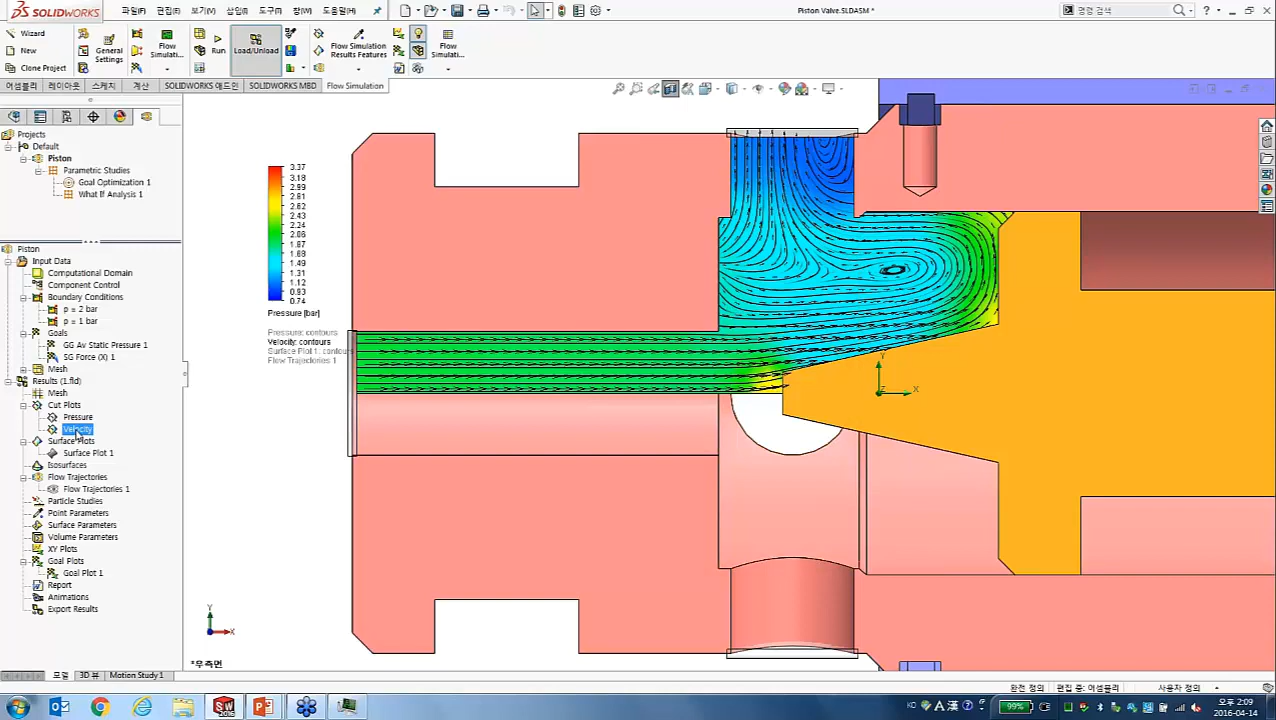 SOLIDWORKS
파일(F)
편집(E)
보기(V)
삽입(I)
도구(T)
창(W)
도움말(H)
Piston Valve.SLDASM *
명령 검색
Wizard
New
Clone Project
General Settings
Flow Simulati...
Run
Load/Unload
Flow Simulation Results Features
Flow Simulati...
어셈블리
레이아웃
스케치
계산
SOLIDWORKS 애드인
SOLIDWORKS MBD
Flow Simulation
Projects
Default
Piston
Parametric Studies
Goal Optimization 1
What If Analysis 1
Piston
Input Data
Computational Domain
Component Control
Boundary Conditions
p = 2 bar
p = 1 bar
Goals
GG Av Static Pressure 1
SG Force (X) 1
Mesh
Results (1.fld)
Mesh
Cut Plots
Pressure
Velocity
Surface Plots
Surface Plot 1
Isosurfaces
Flow Trajectories
Flow Trajectories 1
Particle Studies
Point Parameters
Surface Parameters
Volume Parameters
XY Plots
Goal Plots
Goal Plot 1
Report
Animations
Export Results
3.37
3.18
2.99
2.81
2.62
2.43
2.24
2.06
1.87
1.68
1.49
1.31
1.12
0.93
0.74
Pressure [bar]
Pressure: contours
Velocity: contours
Surface Plot 1: contours
Flow Trajectories 1
Y
X
Y
X
*우측면
모델
3D 뷰
Motion Study 1
완전 정의
편집 중: 어셈블리
사용자 정의
99%
KO
A
漢
오후 2:09
2016-04-14